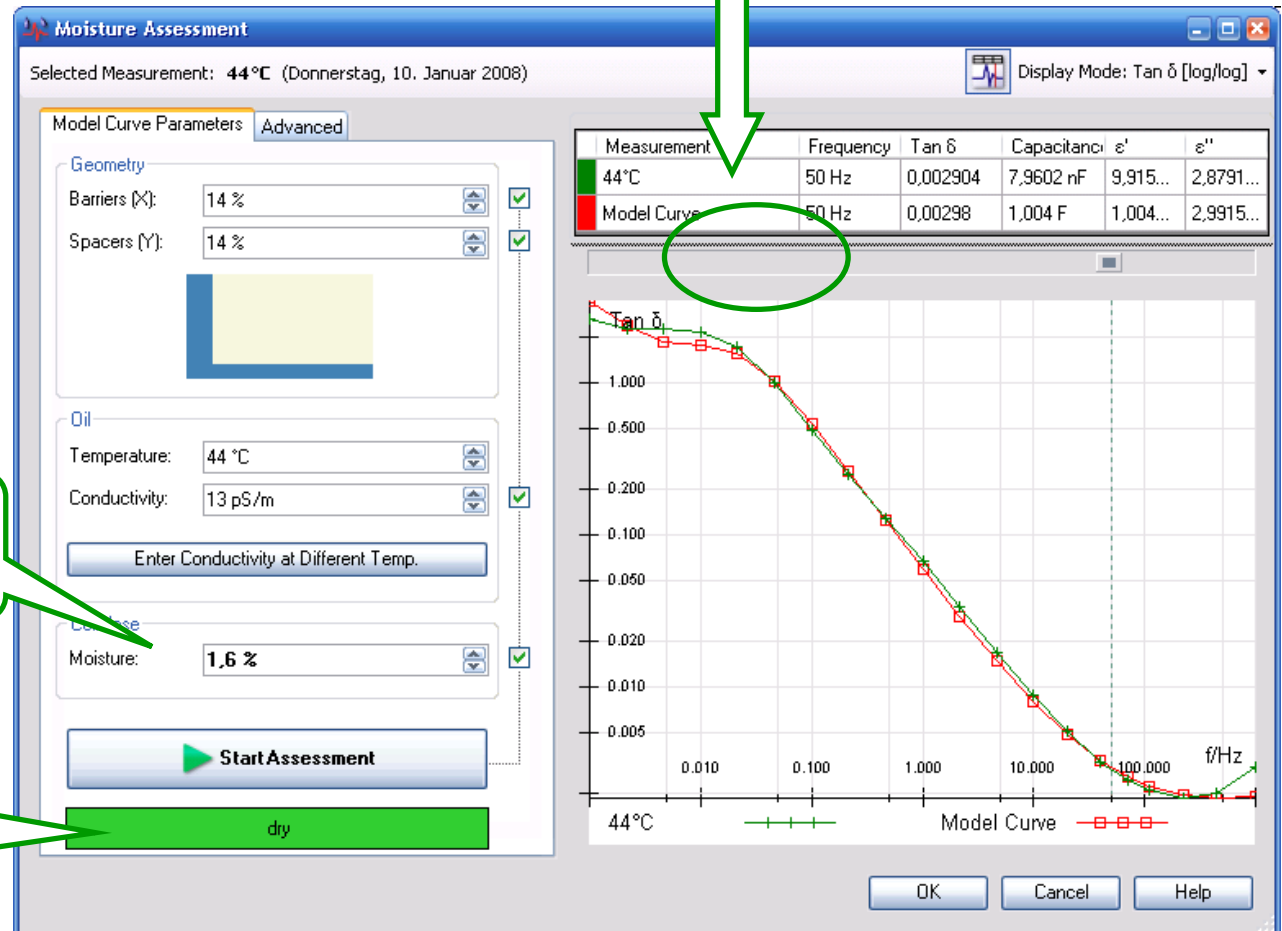 Moisture Assessment
Selected Measurement: 44°C (Donnerstag, 10. Januar 2008)
Display Mode: Tan δ [log/log]
Model Curve Parameters Advanced
Geometry
Barriers (X): 14 %
Spacers (Y): 14 %
Oil
Temperature: 44 °C
Conductivity: 13 pS/m
Enter Conductivity at Different Temp.
Moisture: 1,6 %
Start Assessment
dry
Measurement Frequency Tan δ Capacitanc ε' ε''
44°C 50 Hz 0,002904 7,9602 nF 9,915... 2,8791...
Model Curve 50 Hz 0,00298 1,004 F 1,004... 2,9915...
Tan δ
1.000
0.500
0.200
0.100
0.050
0.020
0.010
0.005
0.010 0.100 1.000 10.000 100.000 f/Hz
44°C Model Curve
OK Cancel Help